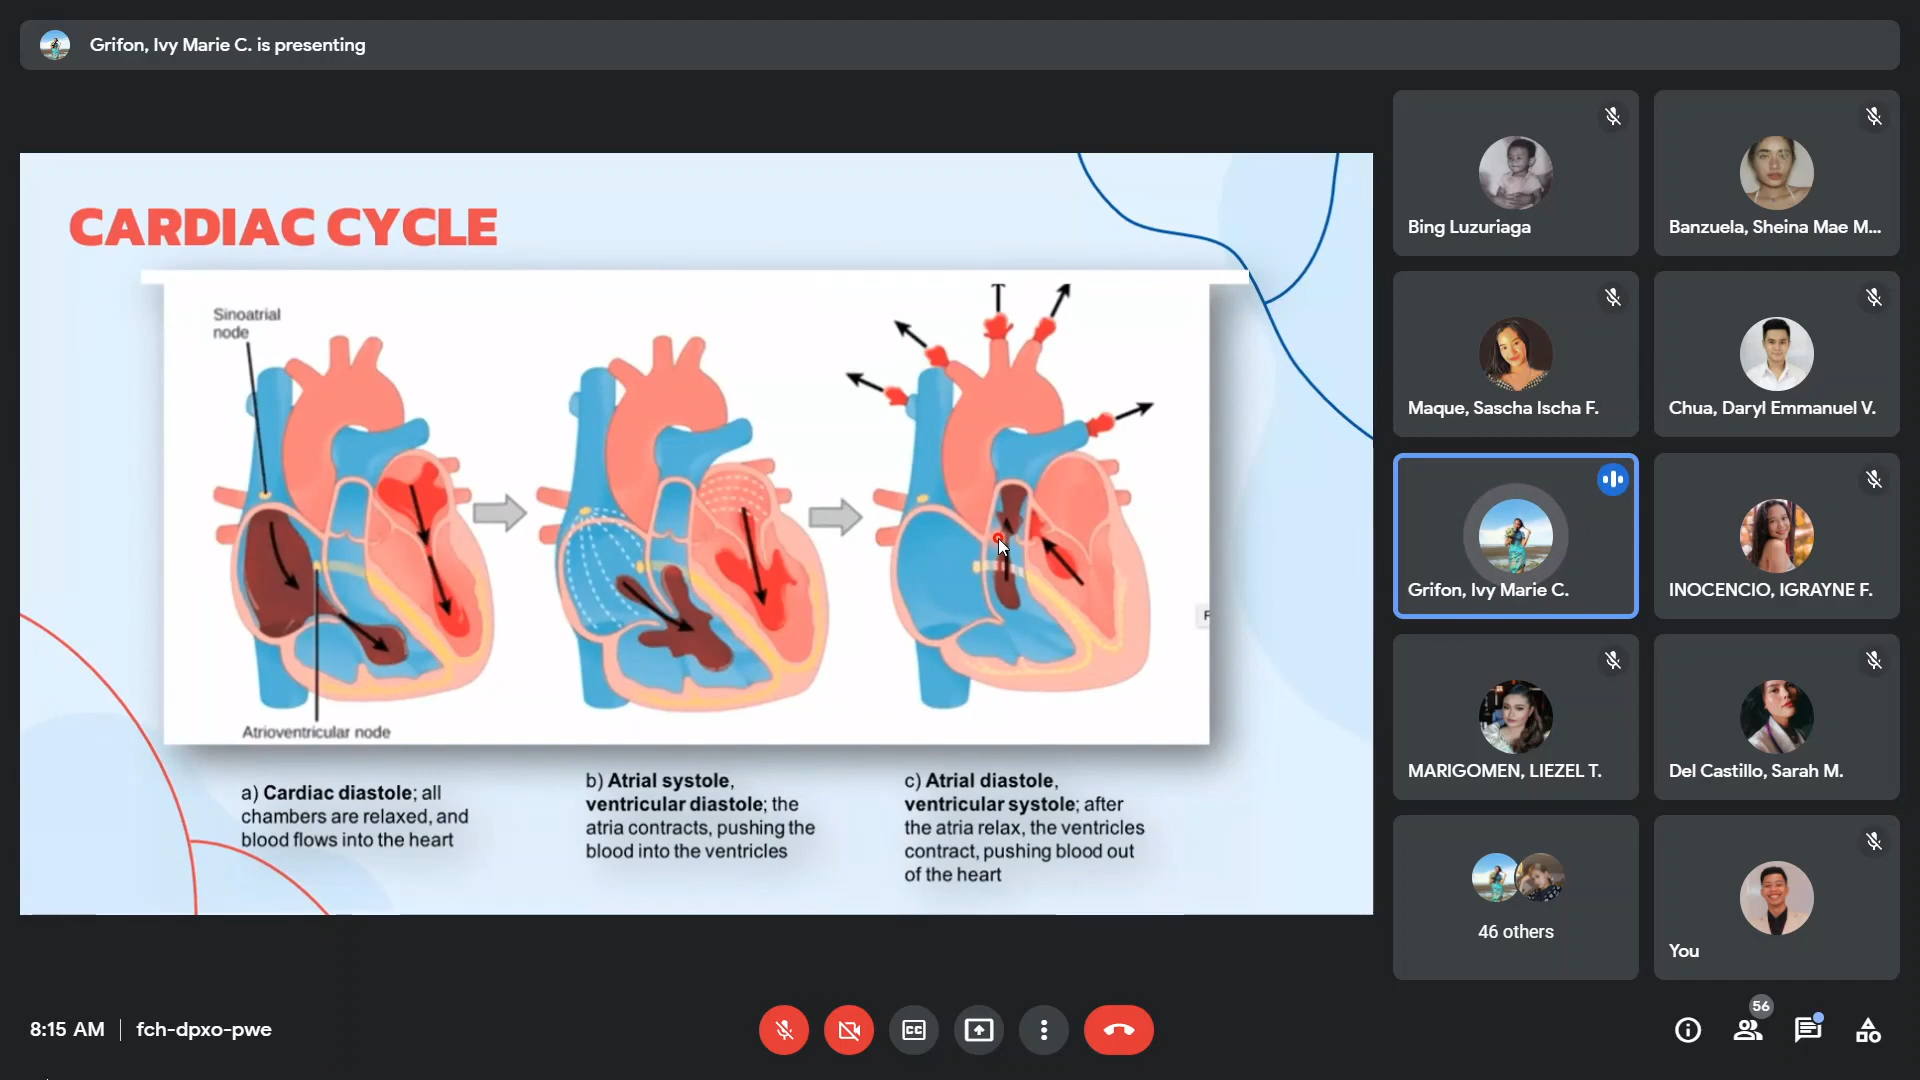 Grifon, Ivy Marie C. is presenting
CARDIAC CYCLE
Sinoatrial
node
T
F
Atrioventricular node
a) Cardiac diastole; all
chambers are relaxed, and
blood flows into the heart
b) Atrial systole,
ventricular diastole; the
atria contracts, pushing the
blood into the ventricles
c) Atrial diastole,
ventricular systole; after
the atria relax, the ventricles
contract, pushing blood out
of the heart
Bing Luzuriaga
Banzuela, Sheina Mae M...
Maque, Sascha Ischa F.
Chua, Daryl Emmanuel V.
Grifon, Ivy Marie C.
INOCENCIO, IGRAYNE F.
MARIGOMEN, LIEZEL T.
Del Castillo, Sarah M.
46 others
You
8:15 AM | fch-dpxo-pwe
CC
56